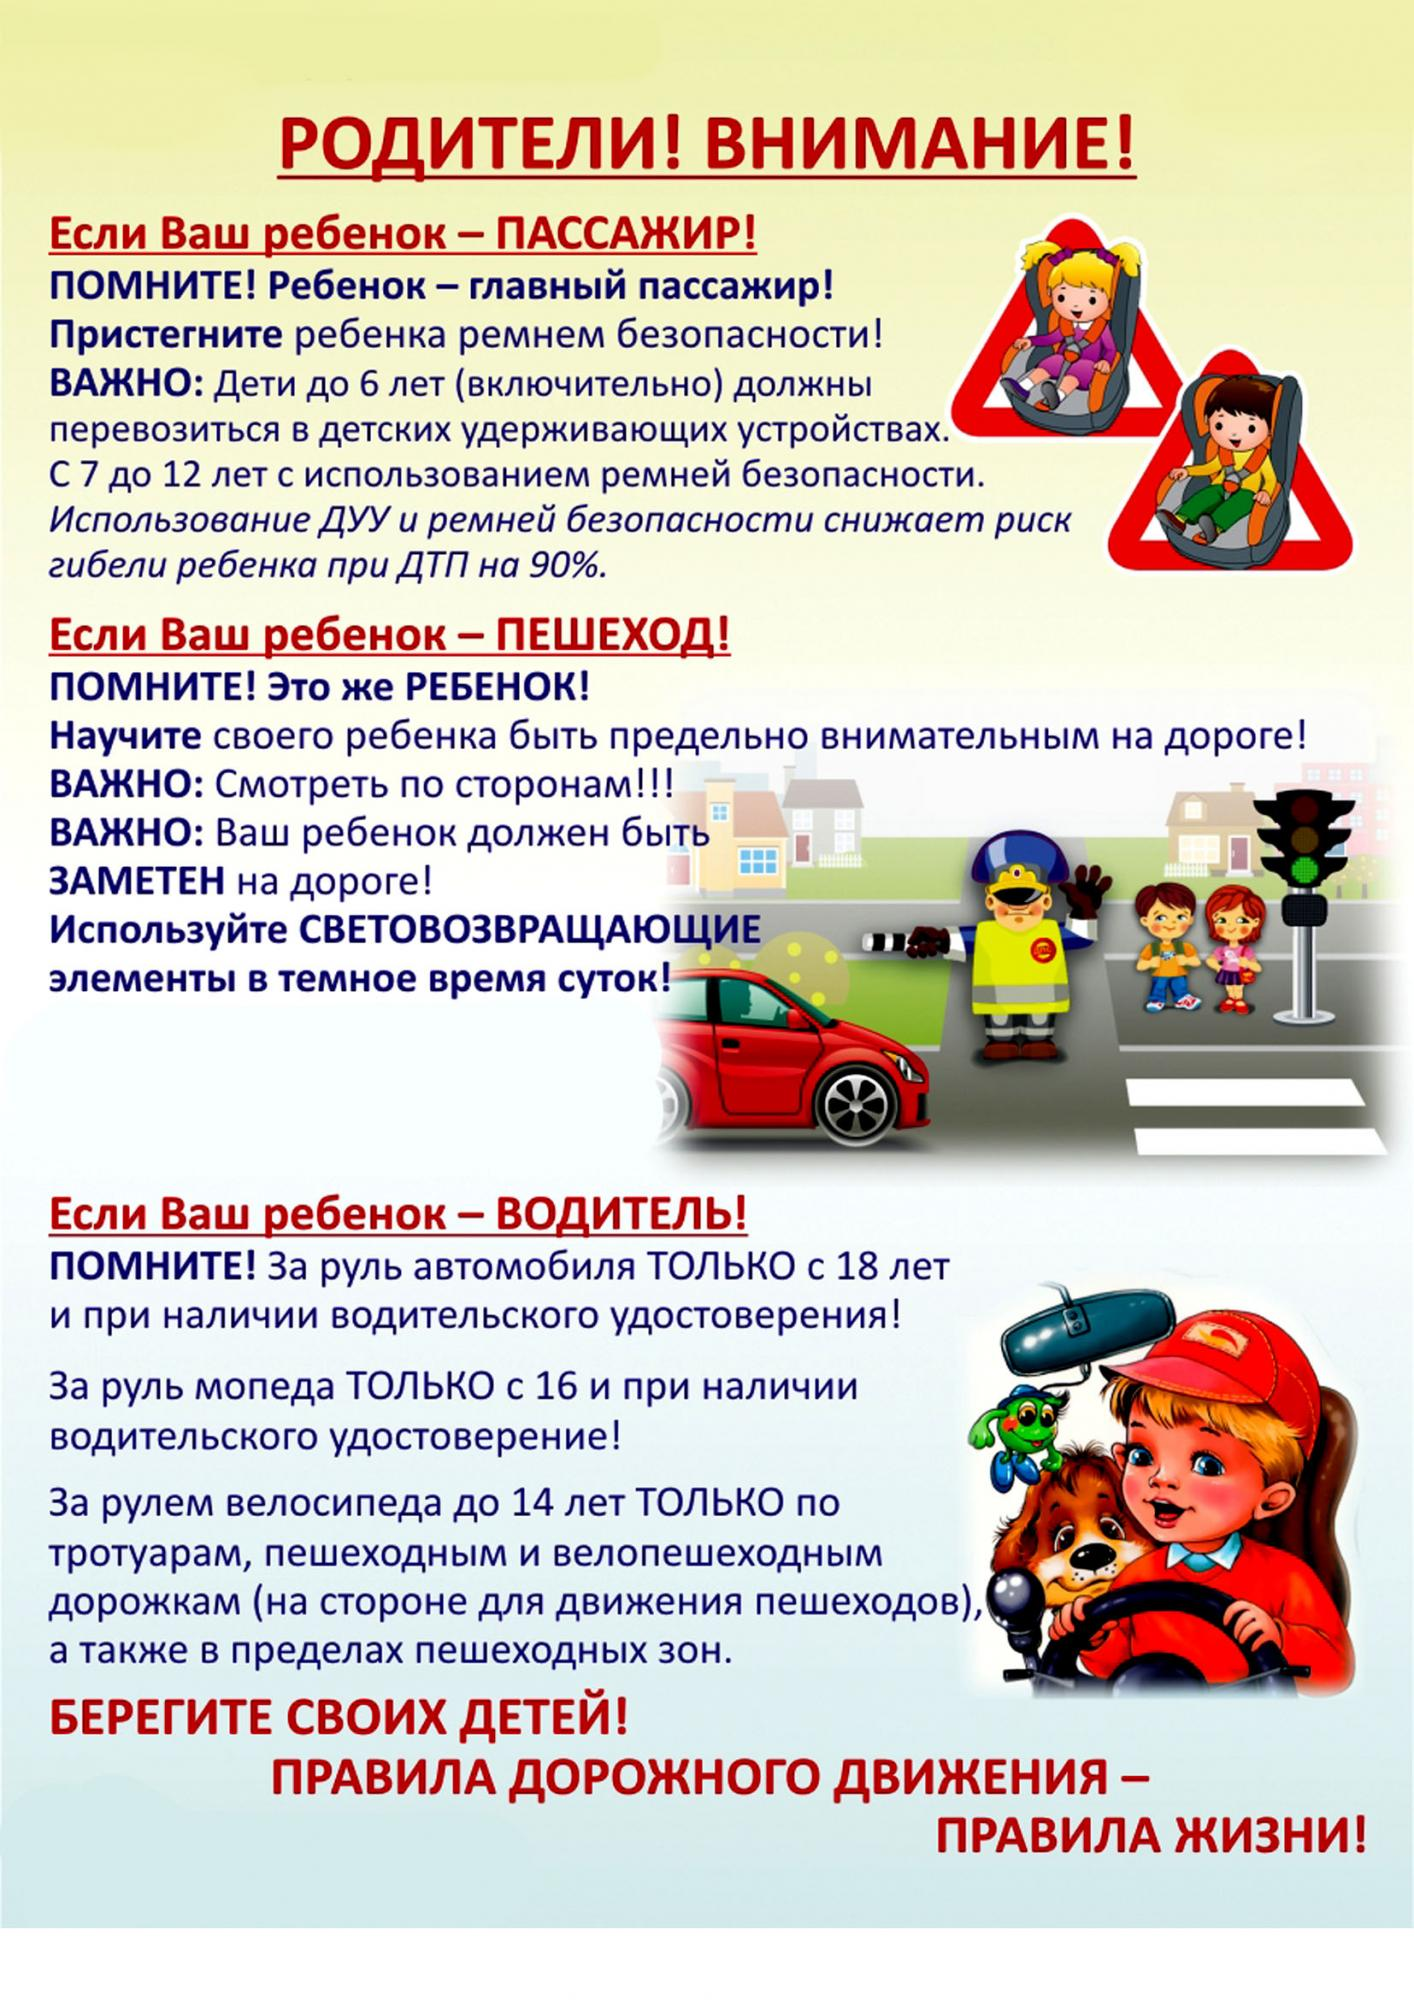 РОДИТЕЛИ! ВНИМАНИЕ!
Если Ваш ребенок – ПАССАЖИР!
ПОМНИТЕ! Ребенок – главный пассажир!
Пристегните ребенка ремнем безопасности!
ВАЖНО: Дети до 6 лет (включительно) должны
перевозиться в детских удерживающих устройствах.
С 7 до 12 лет с использованием ремней безопасности.
Использование ДУУ и ремней безопасности снижает риск
гибели ребенка при ДТП на 90%.
Если Ваш ребенок – ПЕШЕХОД!
ПОМНИТЕ! Это же РЕБЕНОК!
Научите своего ребенка быть предельно внимательным на дороге!
ВАЖНО: Смотреть по сторонам!!!
ВАЖНО: Ваш ребенок должен быть
ЗАМЕТЕН на дороге!
Используйте СВЕТОВОЗВРАЩАЮЩИЕ
элементы в темное время суток!
Если Ваш ребенок – ВОДИТЕЛЬ!
ПОМНИТЕ! За руль автомобиля ТОЛЬКО с 18 лет
и при наличии водительского удостоверения!
За руль мопеда ТОЛЬКО с 16 и при наличии
водительского удостоверение!
За рулем велосипеда до 14 лет ТОЛЬКО по
тротуарам, пешеходным и велопешеходным
дорожкам (на стороне для движения пешеходов),
а также в пределах пешеходных зон.
БЕРЕГИТЕ СВОИХ ДЕТЕЙ!
ПРАВИЛА ДОРОЖНОГО ДВИЖЕНИЯ –
ПРАВИЛА ЖИЗНИ!